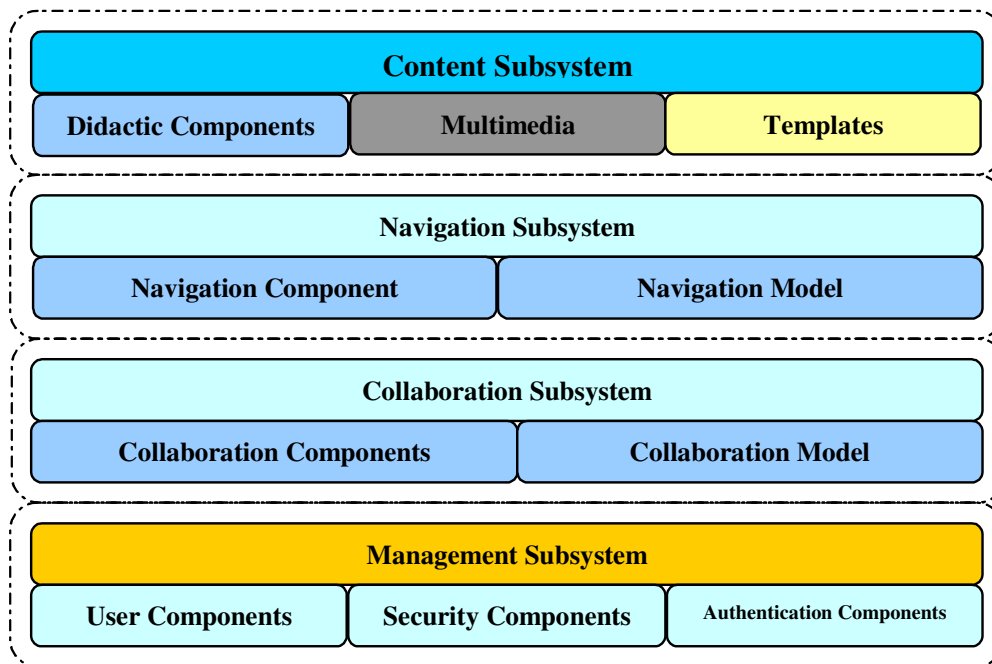 Content Subsystem
Didactic Components
Multimedia
Templates
Navigation Subsystem
Navigation Component
Navigation Model
Collaboration Subsystem
Collaboration Components
Collaboration Model
Management Subsystem
User Components
Security Components
Authentication Components